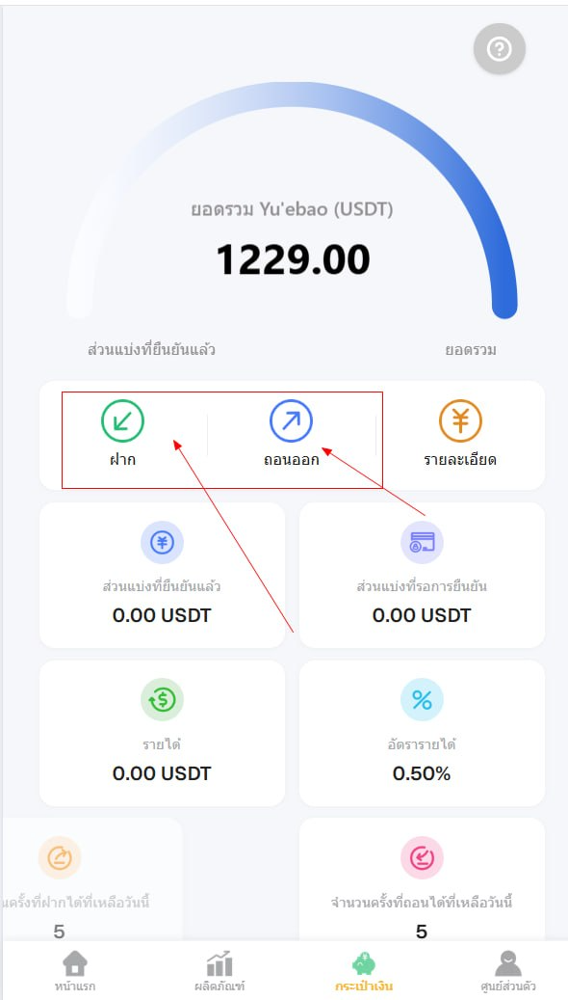 ยอดรวม Yu'ebao (USDT)
1229.00
ส่วนแบ่งที่ยืนยันแล้ว ยอดรวม
ฝาก ถอนออก รายละเอียด
ส่วนแบ่งที่ยืนยันแล้ว ส่วนแบ่งที่รอการยืนยัน
0.00 USDT 0.00 USDT
รายได้ อัตรารายได้
0.00 USDT 0.50%
ครั้งที่ฝากได้ที่เหลือวันนี้ จำนวนครั้งที่ถอนได้ที่เหลือวันนี้
5 5
หน้าแรก ผลิตภัณฑ์ กระเป๋าเงิน ศูนย์ส่วนตัว